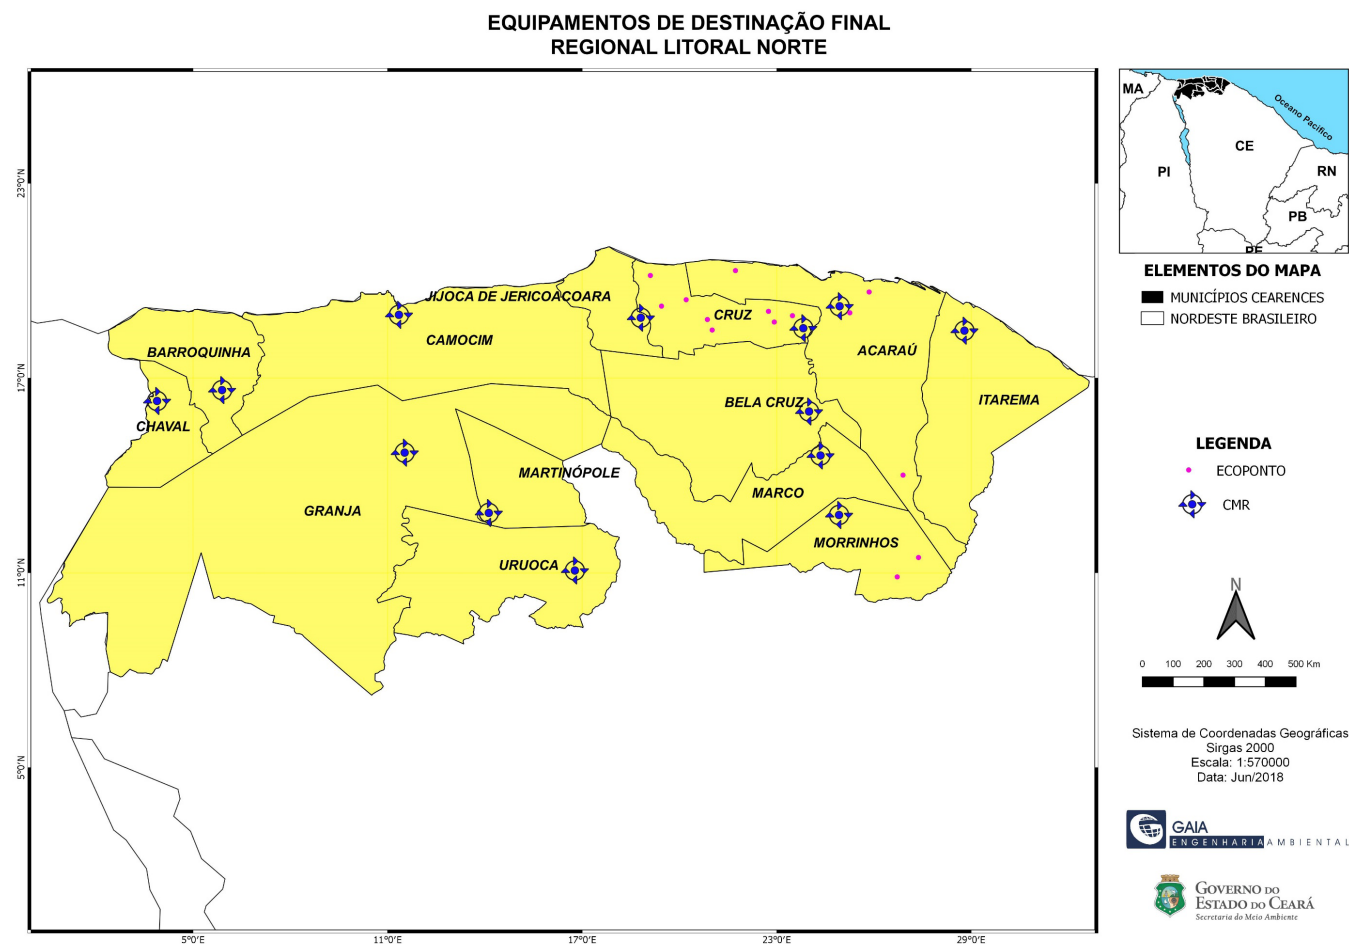 EQUIPAMENTOS DE DESTINAÇÃO FINAL
REGIONAL LITORAL NORTE
23°0'N
17°0'N
11°0'N
5°0'N
5°0'E
11°0'E
17°0'E
23°0'E
29°0'E
JIJOCA DE JERICOACOARA
CRUZ
CAMOCIM
ACARAÚ
BARROQUINHA
ITAREMA
BELA CRUZ
CHAVAL
MARTINÓPOLE
MARCO
GRANJA
MORRINHOS
URUOCA
MA
Oceano Pacífico
CE
PI
RN
PB
PE
ELEMENTOS DO MAPA
MUNICÍPIOS CEARENCES
NORDESTE BRASILEIRO
LEGENDA
ECOPONTO
CMR
N
0 100 200 300 400 500 Km
Sistema de Coordenadas Geográficas
Sirgas 2000
Escala: 1:570000
Data: Jun/2018
GAIA
ENGENHARIA AMBIENTAL
GOVERNO DO
ESTADO DO CEARÁ
Secretaria do Meio Ambiente